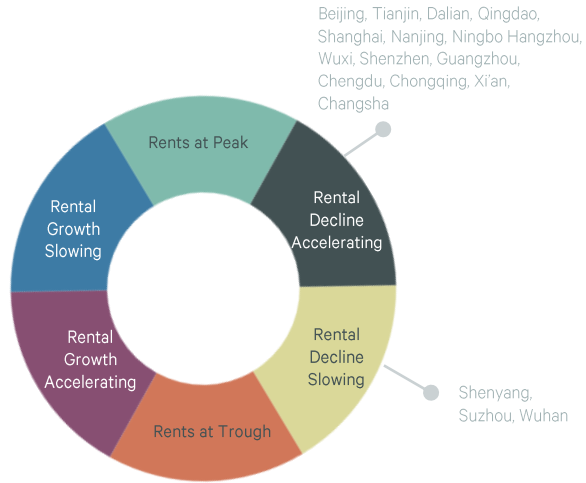 Beijing, Tianjin, Dalian, Qingdao,
Shanghai, Nanjing, Ningbo Hangzhou,
Wuxi, Shenzhen, Guangzhou,
Chengdu, Chongqing, Xi'an,
Changsha
Rents at Peak
Rental
Decline
Accelerating
Rental
Growth
Slowing
Rental
Growth
Accelerating
Rental
Decline
Slowing
Rents at Trough
Shenyang,
Suzhou, Wuhan